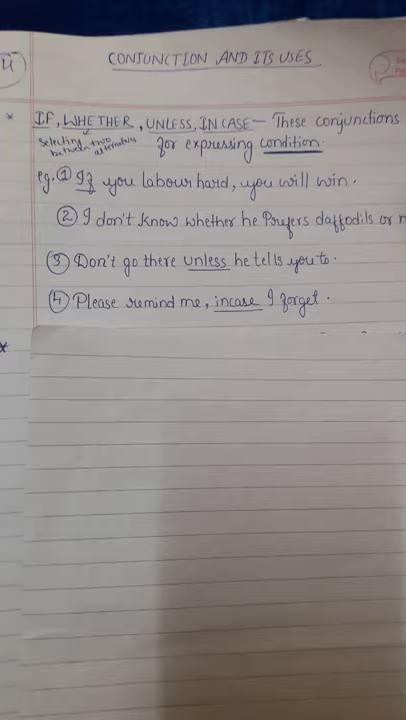 4
CONJUNCTION AND ITS USES
* IF, WHETHER, UNLESS, IN CASE — These conjunctions
selecting between two alternatives
for expressing condition.
eg. ① If you labour hard, you will win.
② I don't know whether he Prefers daffodils or
③ Don't go there unless he tells you to.
④ Please remind me, incase I forget.
*